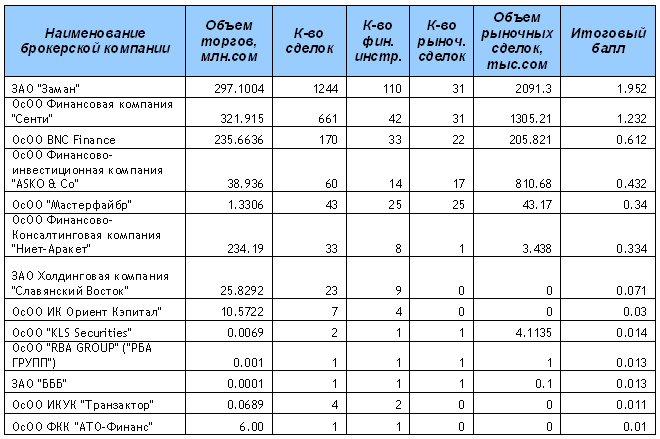 Наименование брокерской компании Объем торгов, млн.сом К-во сделок К-во фин. инстр. К-во рыноч. сделок Объем рыночных сделок, тыс.сом Итоговый балл
ЗАО "Заман" 297.1004 1244 110 31 2091.3 1.952
ОсОО Финансовая компания
"Сенти" 321.915 661 42 31 1305.21 1.232
ОсОО BNC Finance 235.6636 170 33 22 205.821 0.612
ОсОО Финансово-
инвестиционная компания
"ASKO & Co" 38.936 60 14 17 810.68 0.432
ОсОО "Мастерфайбр" 1.3306 43 25 25 43.17 0.34
ОсОО Финансово-
Консалтинговая компания
"Ниет-Аракет" 234.19 33 8 1 3.438 0.334
ЗАО Холдинговая компания
"Славянский Восток" 25.8292 23 9 0 0 0.071
ОсОО ИК Ориент Кэпитал" 10.5722 7 4 0 0 0.03
ОсОО "KLS Securities" 0.0069 2 1 1 4.1135 0.014
ОсОО "RBA GROUP" ("РБА
ГРУПП") 0.001 1 1 1 1 0.013
ЗАО "БББ" 0.0001 1 1 1 0.1 0.013
ОсОО ИКУК "Транзактор" 0.0689 4 2 0 0 0.011
ОсОО ФКК "АТО-Финанс" 6.00 1 1 0 0 0.01